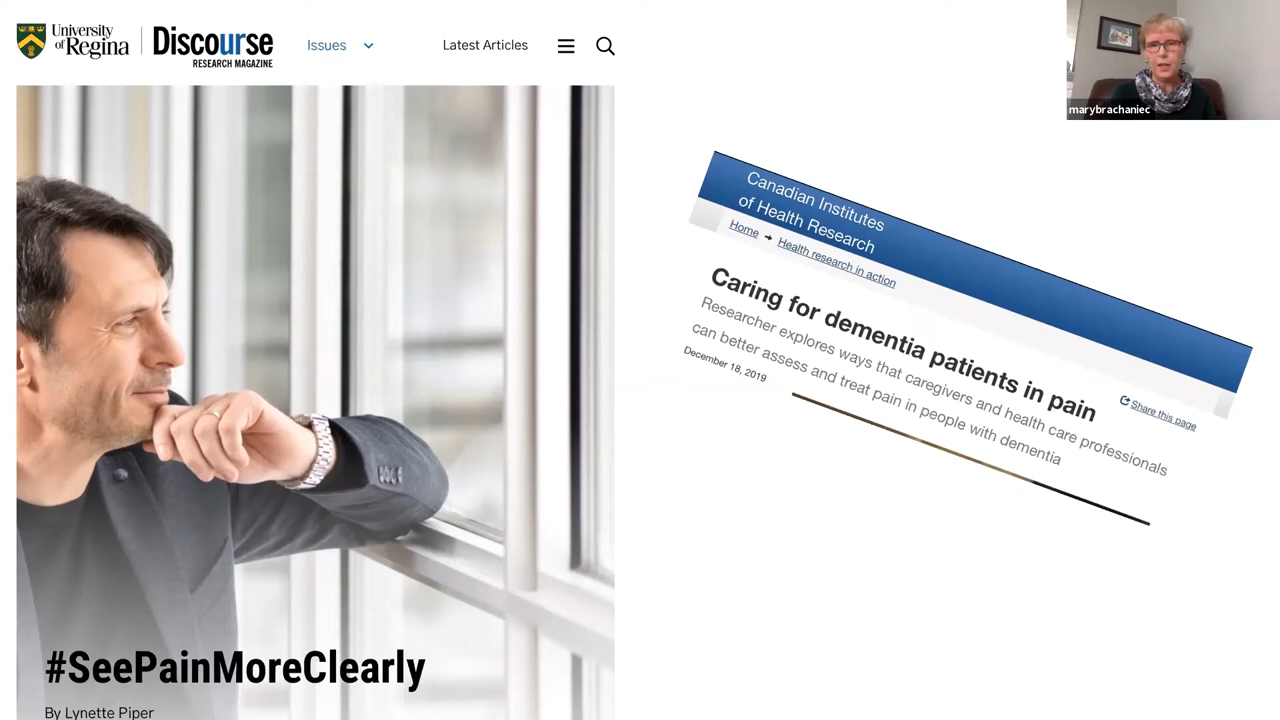 University
of Regina
Discourse
RESEARCH MAGAZINE
Issues
Latest Articles
#SeePainMoreClearly
By Lynette Piper
Canadian Institutes
of Health Research
Home ➔ Health research in action
Caring for dementia patients in pain
Researcher explores ways that caregivers and health care professionals
can better assess and treat pain in people with dementia
December 18, 2019
Share this page
marybrachaniec